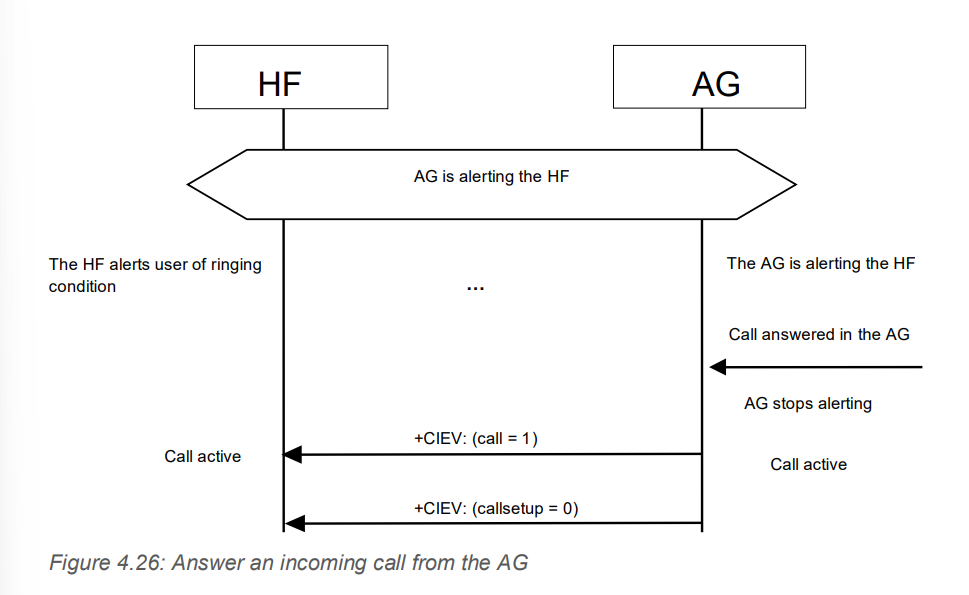 HF
AG
AG is alerting the HF
The HF alerts user of ringing
condition
...
The AG is alerting the HF
Call answered in the AG
AG stops alerting
+CIEV: (call = 1)
Call active
Call active
+CIEV: (callsetup = 0)
Figure 4.26: Answer an incoming call from the AG